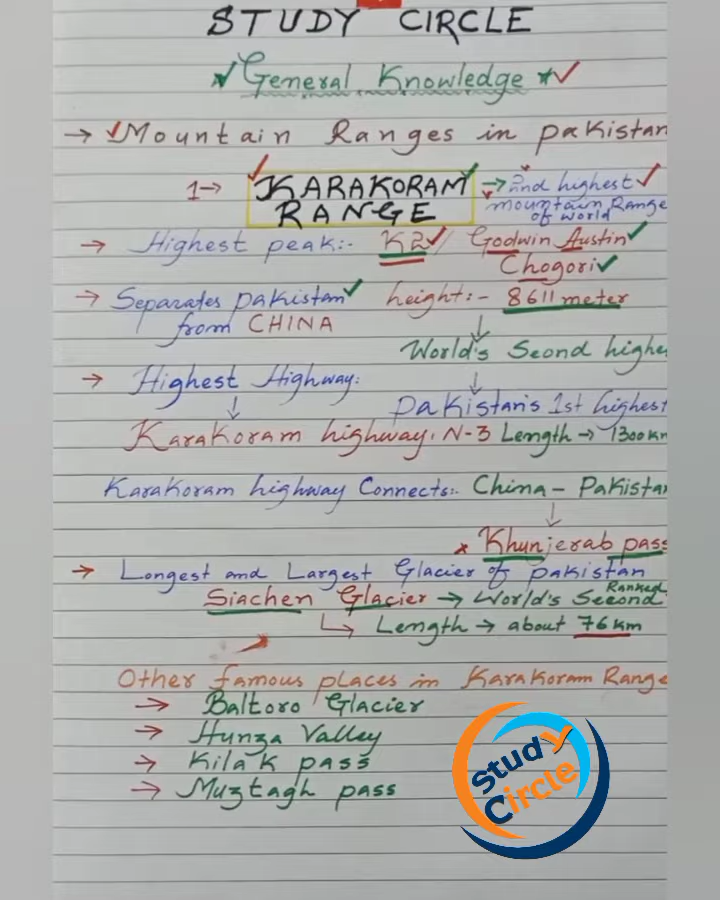 STUDY CIRCLE
General Knowledge
→ Mountain Ranges in pakistan
1→ KARAKORAM RANGE
→ 2nd highest mountain Range of world
→ Highest peak:- K2 / Godwin Austin
Chogori
→ Separates pakistan from CHINA
height:- 8611 meter
↓
World's Seond highe
→ Highest Highway:
↓
↓
Pakistan's 1st highest
KaraKoram highway. N-3 Length → 1300km
KaraKoram highway Connects:. China - Pakistan
↓
Khunjerab pass
→ Longest and Largest Glacier of pakistan
Siachen Glacier → World's Second Ranked
Length → about 76 km
Other famous places in KaraKoram Range
→ Baltoro Glacier
→ Hunza Valley
→ Kilak pass
→ Muztagh pass
Study
Circle